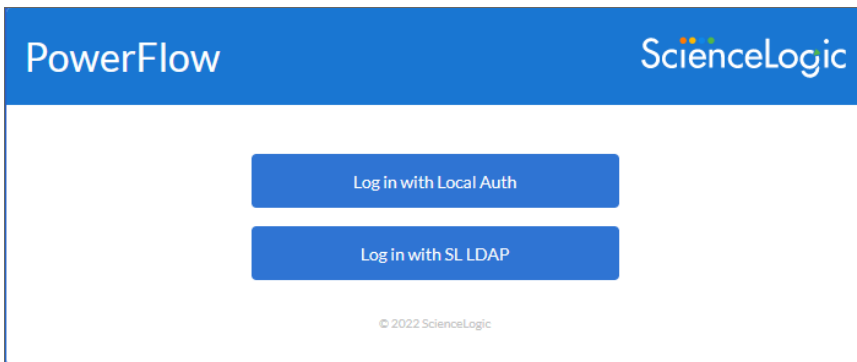 PowerFlow
ScienceLogic
Log in with Local Auth
Log in with SL LDAP
© 2022 ScienceLogic